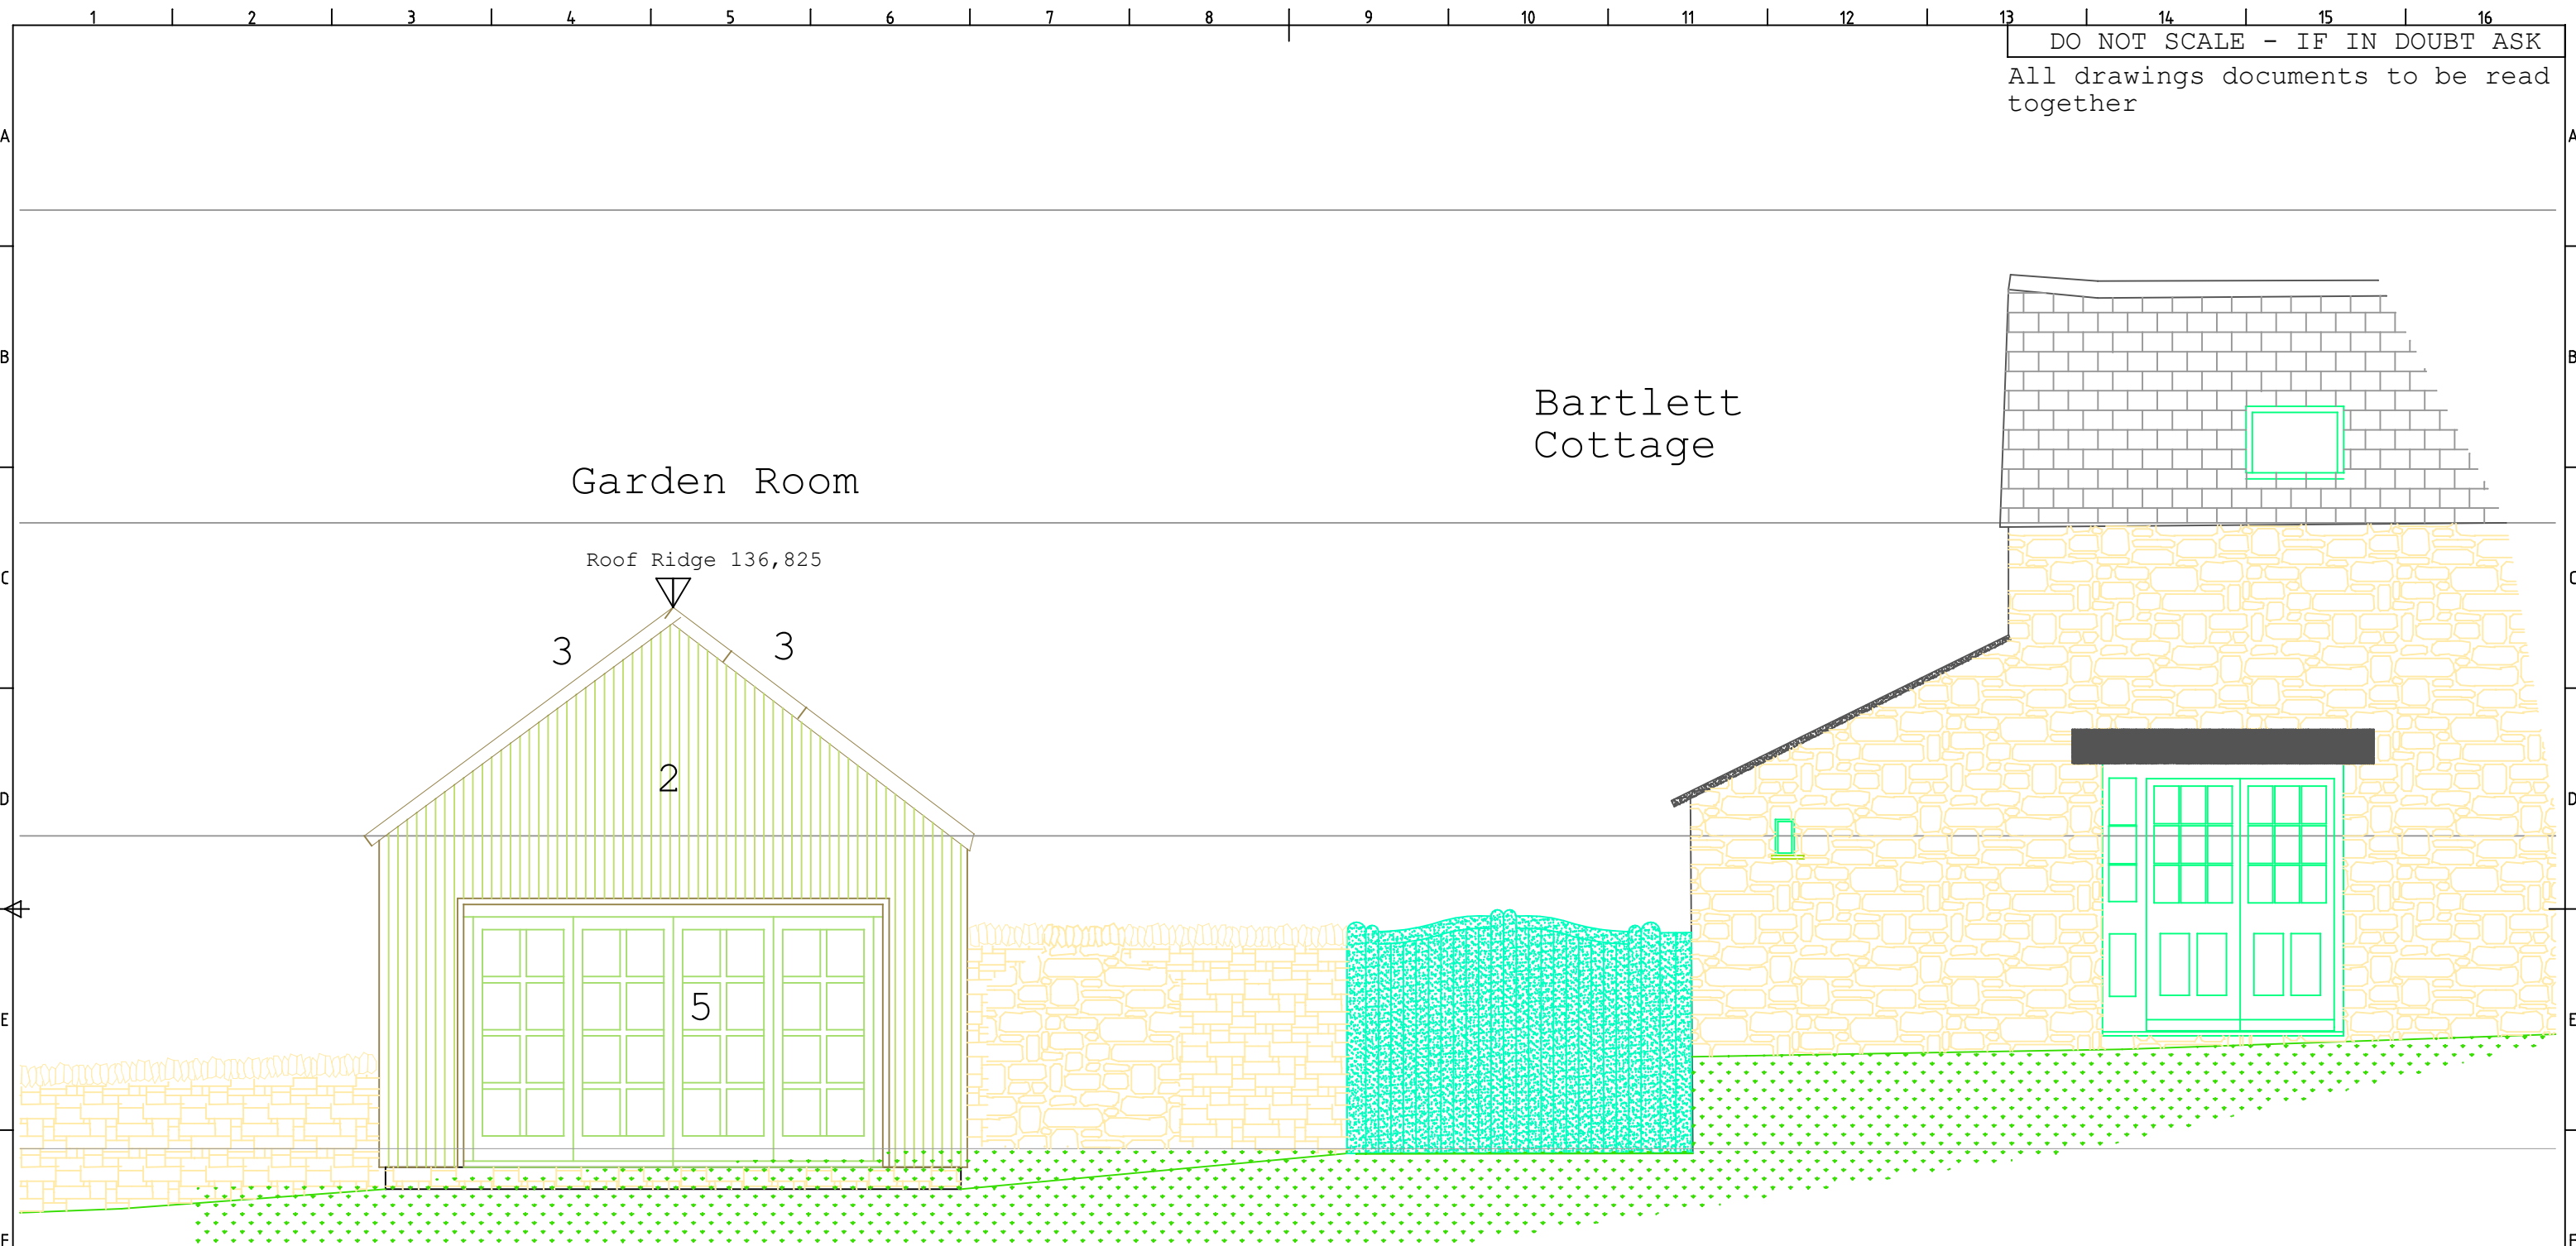 1 2 3 4 5 6 7 8 9 10 11 12 13 14 15 16
DO NOT SCALE - IF IN DOUBT ASK
All drawings documents to be read
together
A A
B B
Bartlett
Cottage
Garden Room
Roof Ridge 136,825
C C
3 3
2
D D
5
E E
F F